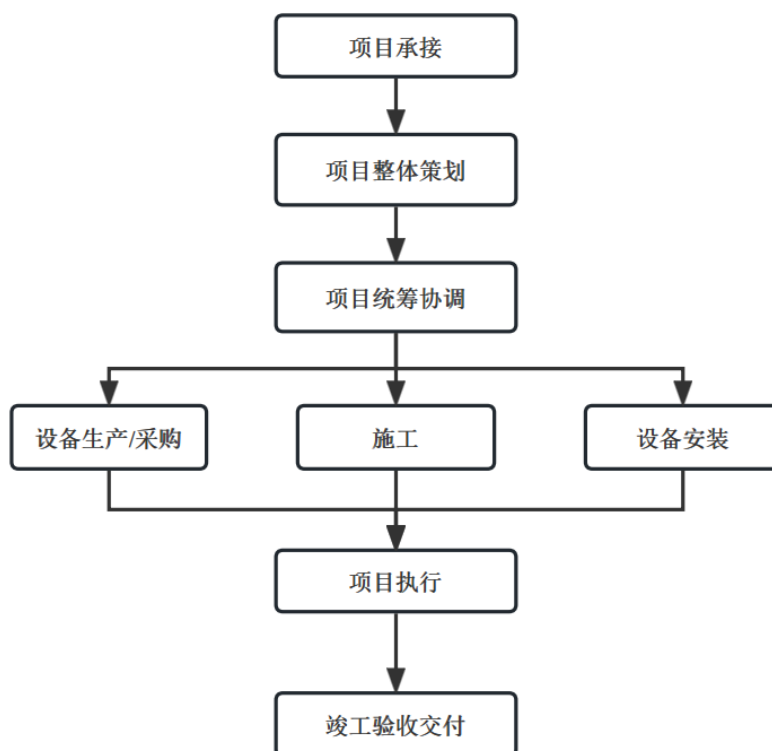 项目承接
项目整体策划
项目统筹协调
设备生产/采购
施工
设备安装
项目执行
竣工验收交付